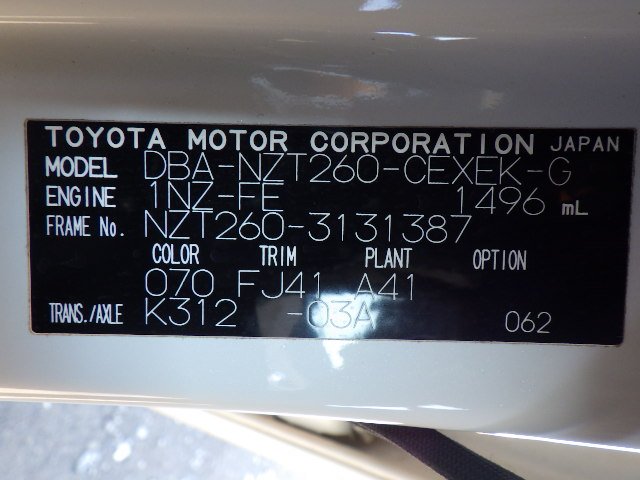 TOYOTA MOTOR CORPORATION JAPAN
MODEL DBA-NZT260-CEXEK-G
ENGINE 1NZ-FE 1496 mL
FRAME No. NZT260-3131387
COLOR TRIM PLANT OPTION
070 FJ41 A41
TRANS./AXLE K312 -03A 062